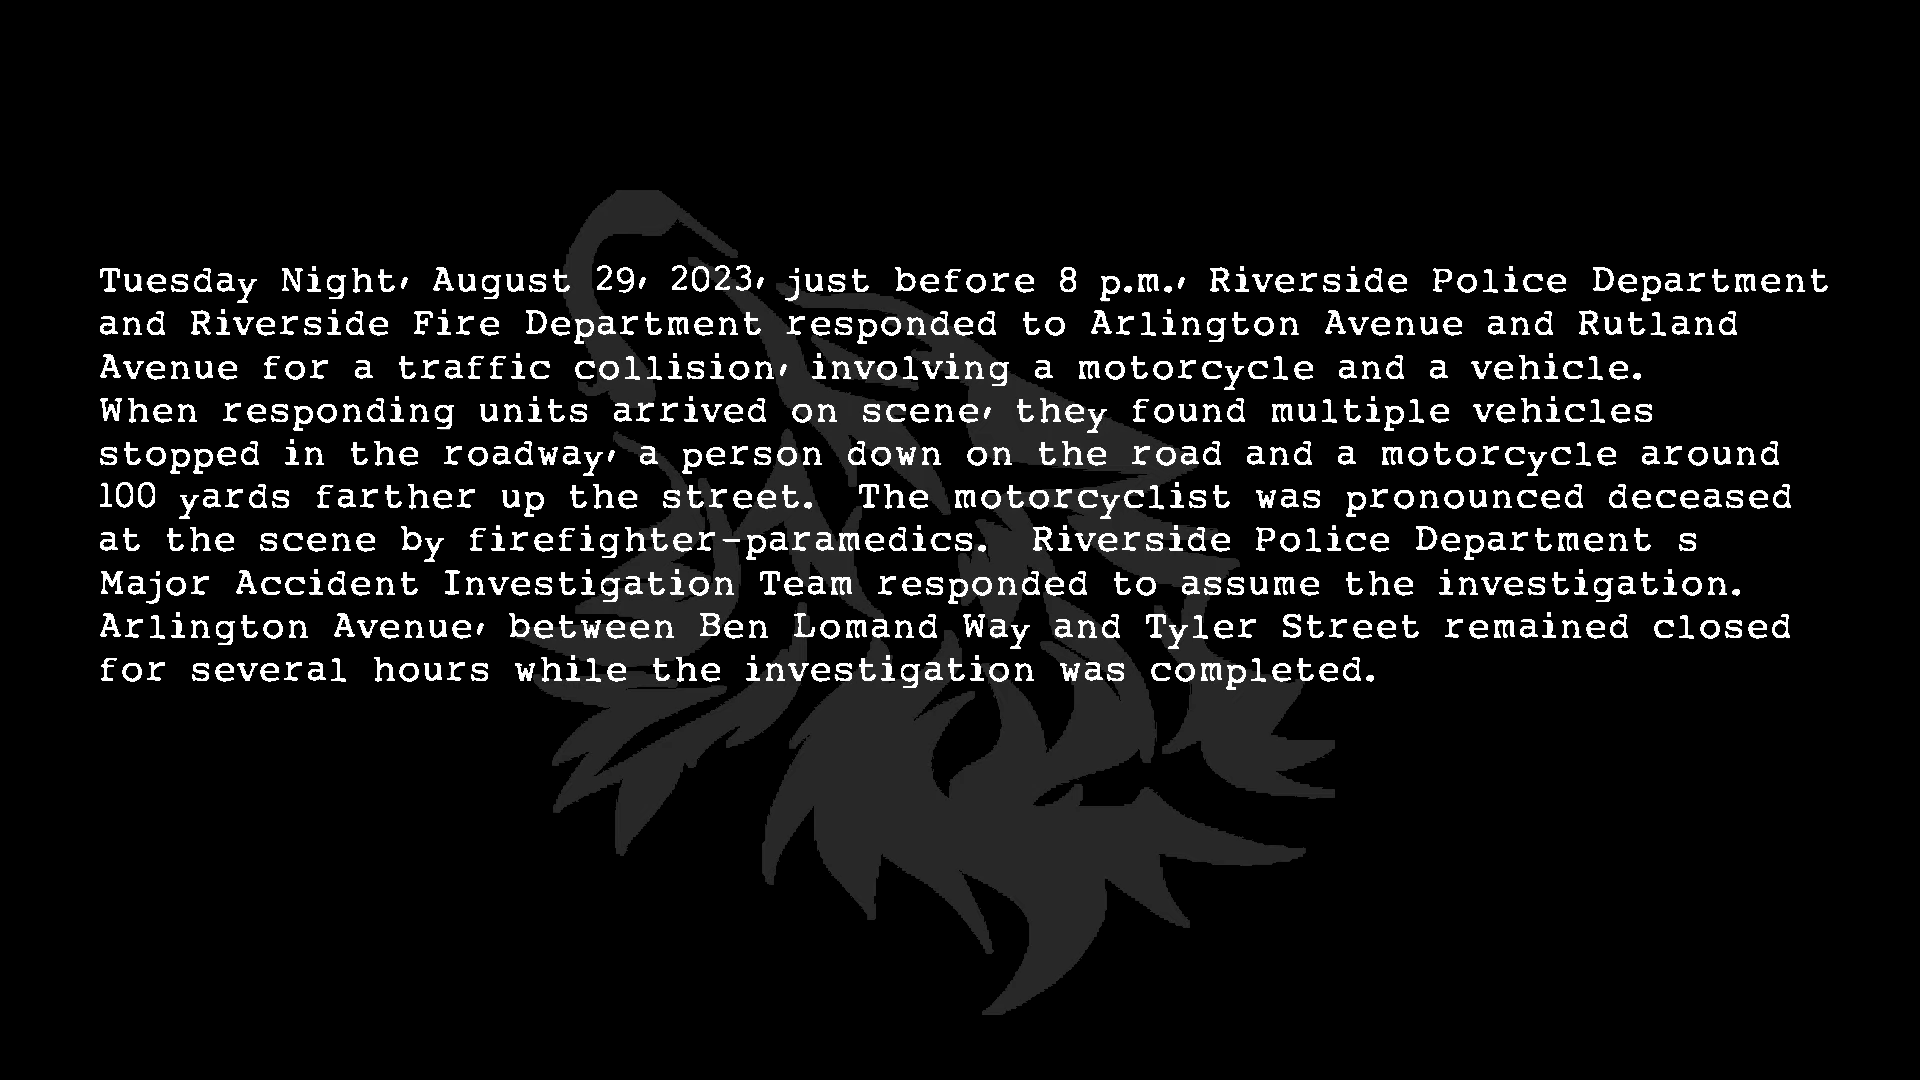 Tuesday Night, August 29, 2023, just before 8 p.m., Riverside Police Department
and Riverside Fire Department responded to Arlington Avenue and Rutland
Avenue for a traffic collision, involving a motorcycle and a vehicle.
When responding units arrived on scene, they found multiple vehicles
stopped in the roadway, a person down on the road and a motorcycle around
100 yards farther up the street.  The motorcyclist was pronounced deceased
at the scene by firefighter-paramedics.  Riverside Police Department s
Major Accident Investigation Team responded to assume the investigation.
Arlington Avenue, between Ben Lomand Way and Tyler Street remained closed
for several hours while the investigation was completed.